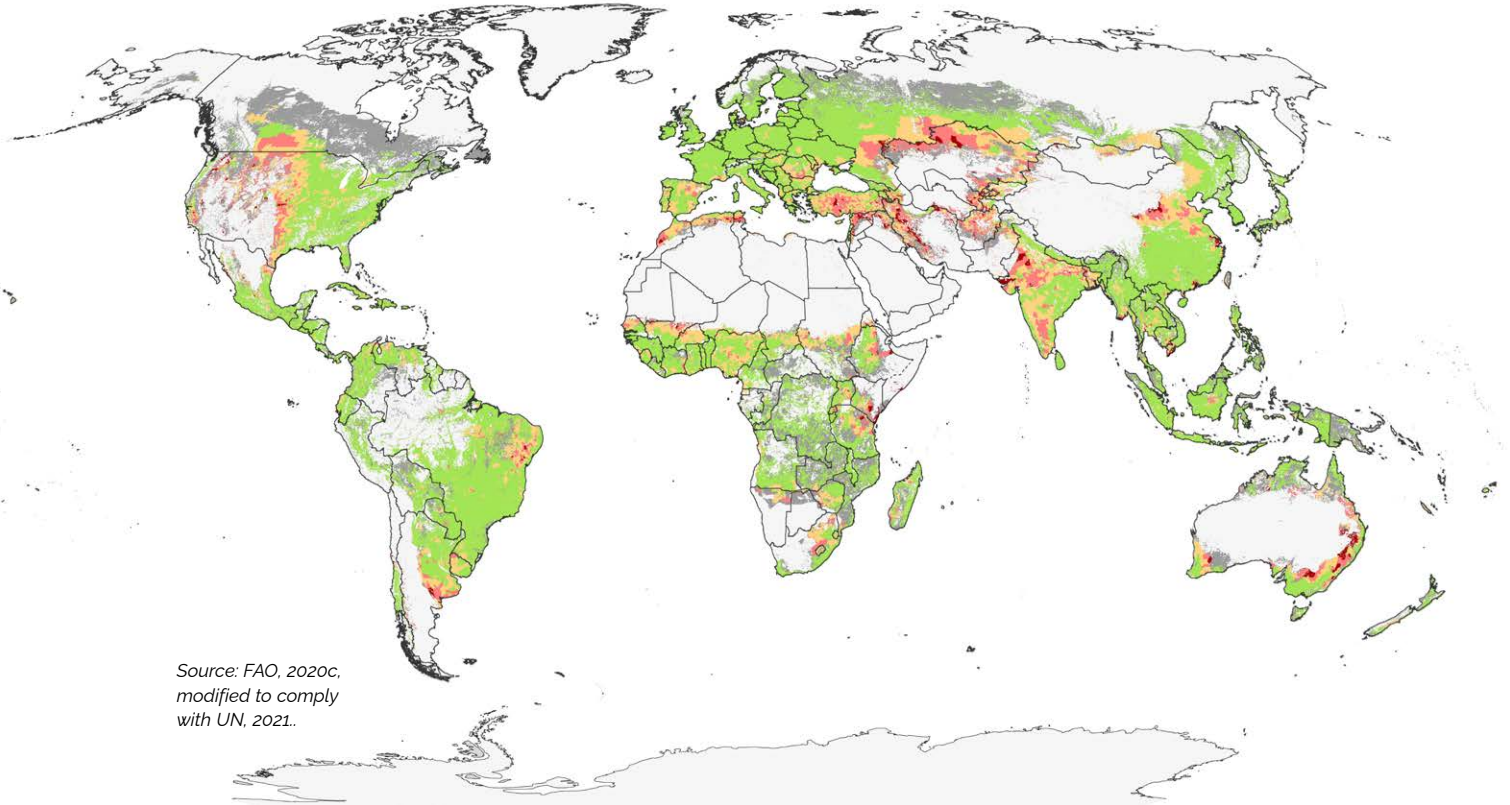 Source: FAO, 2020c,
modified to comply
with UN, 2021..